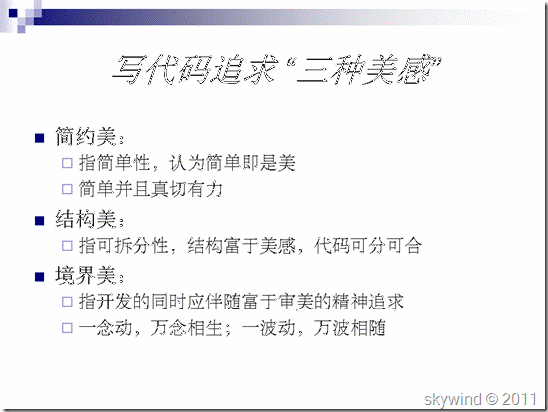 写代码追求“三种美感”
简约美：
指简单性，认为简单即是美
简单并且真切有力
结构美：
指可拆分性，结构富于美感，代码可分可合
境界美：
指开发的同时应伴随富于审美的精神追求
一念动，万念相生；一波动，万波相随
skywind © 2011